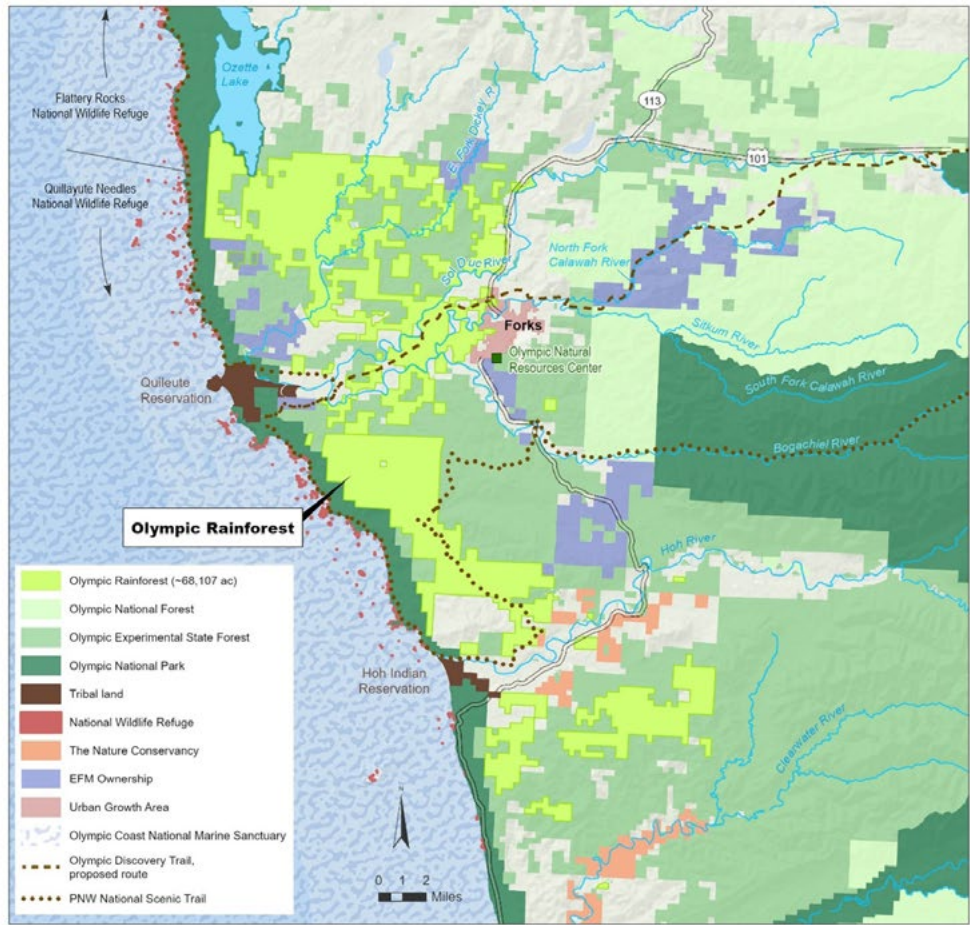 Flattery Rocks
National Wildlife Refuge
Quillayute Needles
National Wildlife Refuge
Ozette
Lake
E. Fork Dickey R
113
101
Sol Duc River
North Fork
Calawah River
Forks
Olympic Natural
Resources Center
Sitkum River
South Fork Calawah River
Bogachiel River
Quileute
Reservation
Olympic Rainforest
Hoh River
Hoh Indian
Reservation
Clearwater River
Olympic Rainforest (~68,107 ac)
Olympic National Forest
Olympic Experimental State Forest
Olympic National Park
Tribal land
National Wildlife Refuge
The Nature Conservancy
EFM Ownership
Urban Growth Area
Olympic Coast National Marine Sanctuary
Olympic Discovery Trail,
proposed route
PNW National Scenic Trail
N
0 1 2
Miles